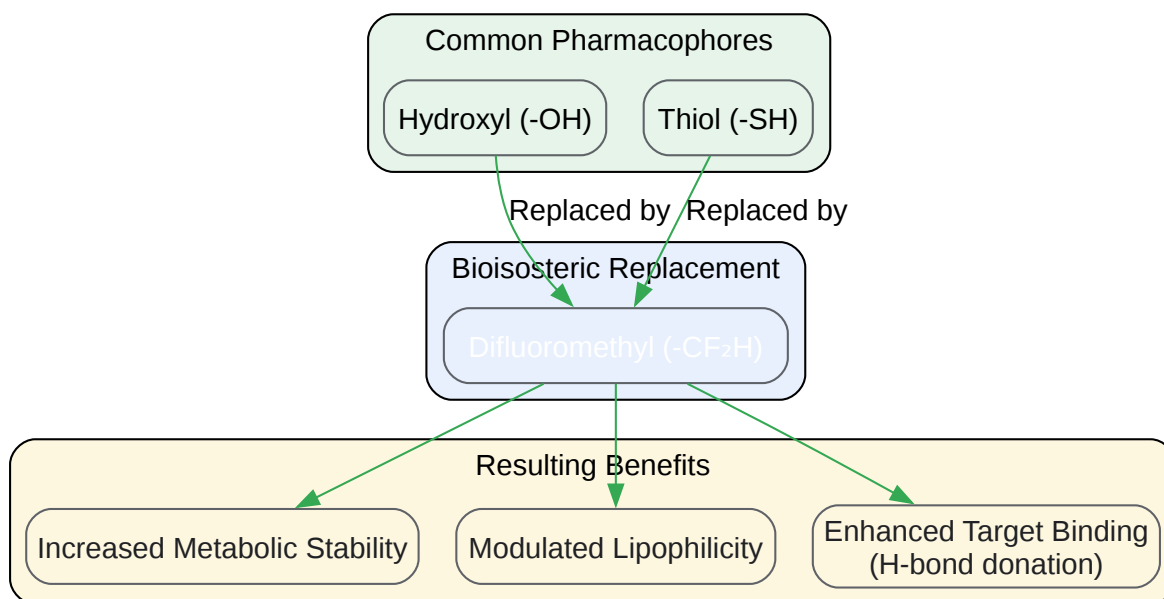 Common Pharmacophores
Hydroxyl (-OH)
Thiol (-SH)
Replaced by
Replaced by
Bioisosteric Replacement
Difluoromethyl (-CF₂H)
Resulting Benefits
Increased Metabolic Stability
Modulated Lipophilicity
Enhanced Target Binding
(H-bond donation)